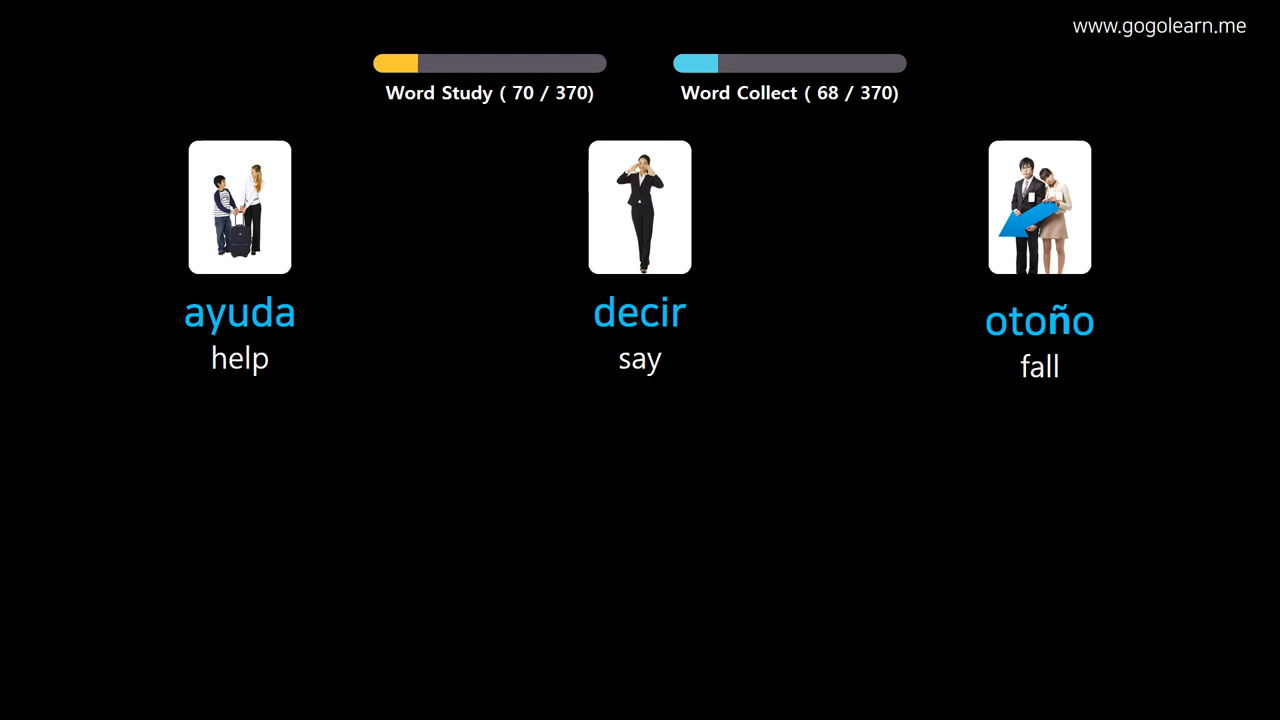 www.gogolearn.me
Word Study ( 70 / 370)
Word Collect ( 68 / 370)
ayuda
help
decir
say
otoño
fall